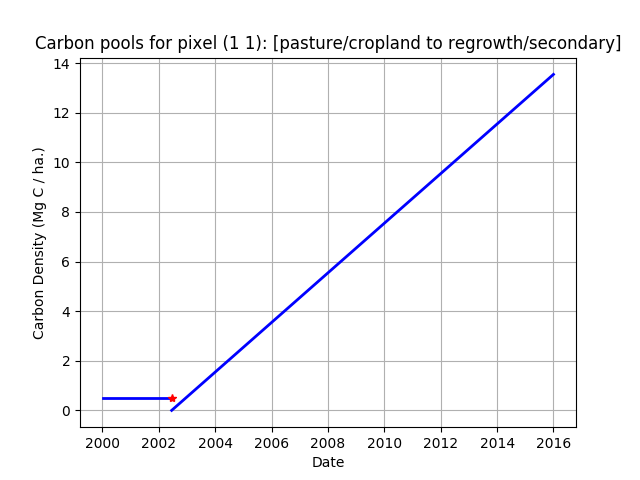 Carbon pools for pixel (1 1): [pasture/cropland to regrowth/secondary]
14
12
10
8
6
4
2
0
Carbon Density (Mg C / ha.)
2000 2002 2004 2006 2008 2010 2012 2014 2016
Date